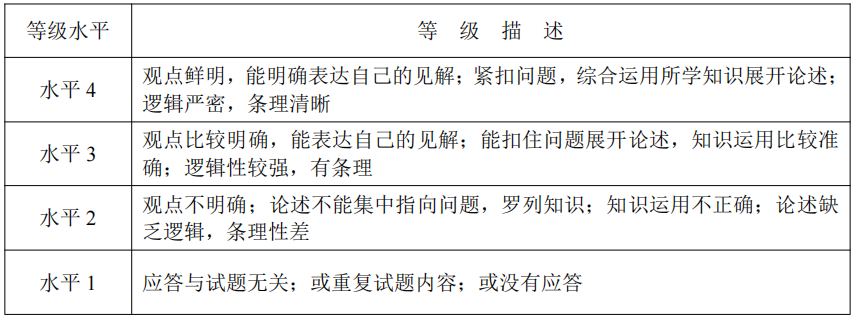 等级水平
等 级 描 述
水平 4
观点鲜明，能明确表达自己的见解；紧扣问题，综合运用所学知识展开论述；
逻辑严密，条理清晰
水平 3
观点比较明确，能表达自己的见解；能扣住问题展开论述，知识运用比较准
确；逻辑性较强，有条理
水平 2
观点不明确；论述不能集中指向问题，罗列知识；知识运用不正确；论述缺
乏逻辑，条理性差
水平 1
应答与试题无关；或重复试题内容；或没有应答